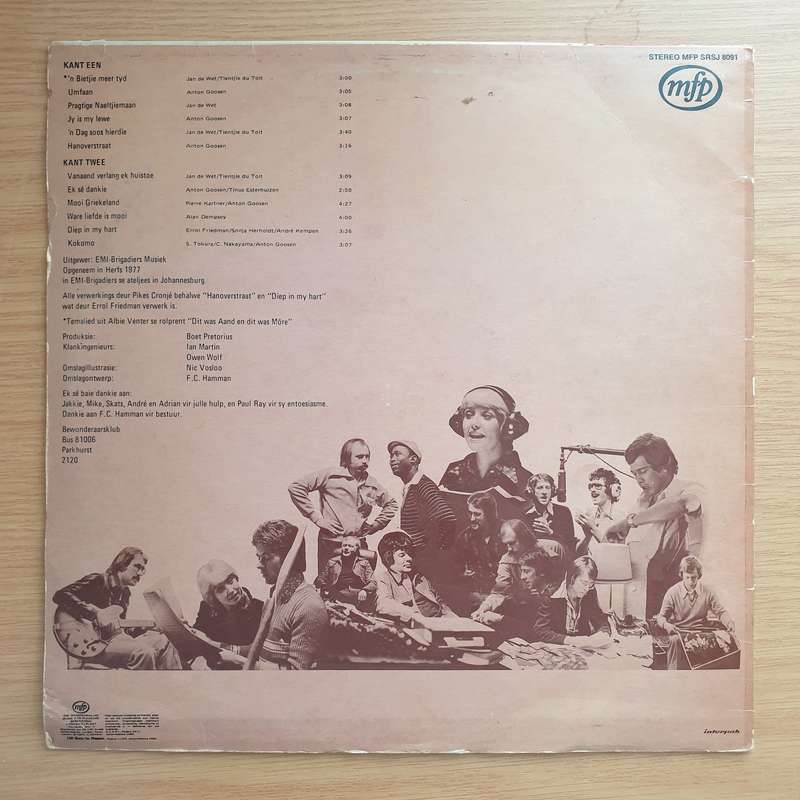 STEREO MFP SRSJ 8091
mfp
KANT EEN
*'n Bietjie meer tyd Jan de Wet/Tientjie du Toit 3:00
Umfaan Anton Goosen 3:05
Pragtige Naeltjiemaan Jan de Wet 3:08
Jy is my lewe Anton Goosen 3:07
'n Dag soos hierdie Jan de Wet/Tientjie du Toit 3:40
Hanoverstraat Anton Goosen 3:16
KANT TWEE
Vanaand verlang ek huistoe Jan de Wet/Tientjie du Toit 3:09
Ek sê dankie Anton Goosen/Tinus Esterhuizen 2:50
Mooi Griekeland Pierre Kartner/Anton Goosen 4:27
Ware liefde is mooi Alan Dempsey 4:00
Diep in my hart Errol Friedman/Sonja Herholdt/André Kempen 3:36
Kokomo S. Tokura/C. Nakayama/Anton Goosen 3:07
Uitgewer: EMI-Brigadiers Musiek
Opgeneem in Herfs 1977
in EMI-Brigadiers se ateljees in Johannesburg.
Alle verwerkings deur Pikes Cronjé behalwe "Hanoverstraat" en "Diep in my hart"
wat deur Errol Friedman verwerk is.
*Temalied uit Albie Venter se rolprent "Dit was Aand en dit was Môre"
Produksie: Boet Pretorius
Klankingenieurs: Ian Martin
Owen Wolf
Omslagillustrasie: Nic Vosloo
Omslagontwerp: F.C. Hamman
Ek sê baie dankie aan:
Jakkie, Mike, Skats, André en Adrian vir julle hulp, en Paul Ray vir sy entoesiasme.
Dankie aan F.C. Hamman vir bestuur.
Bewonderaarsklub
Bus 81006
Parkhurst
2120
mfp
interpak